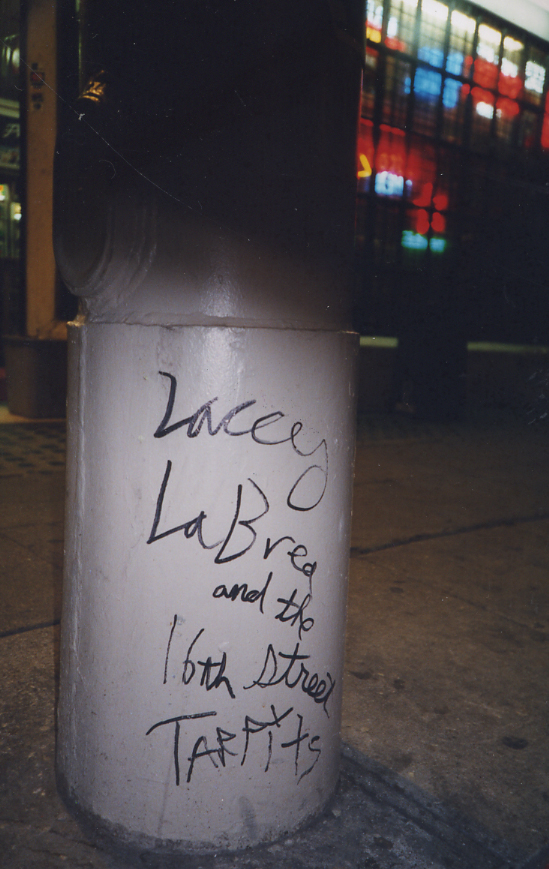 Lacey
LaBrea
and the
16th Street
TARPits